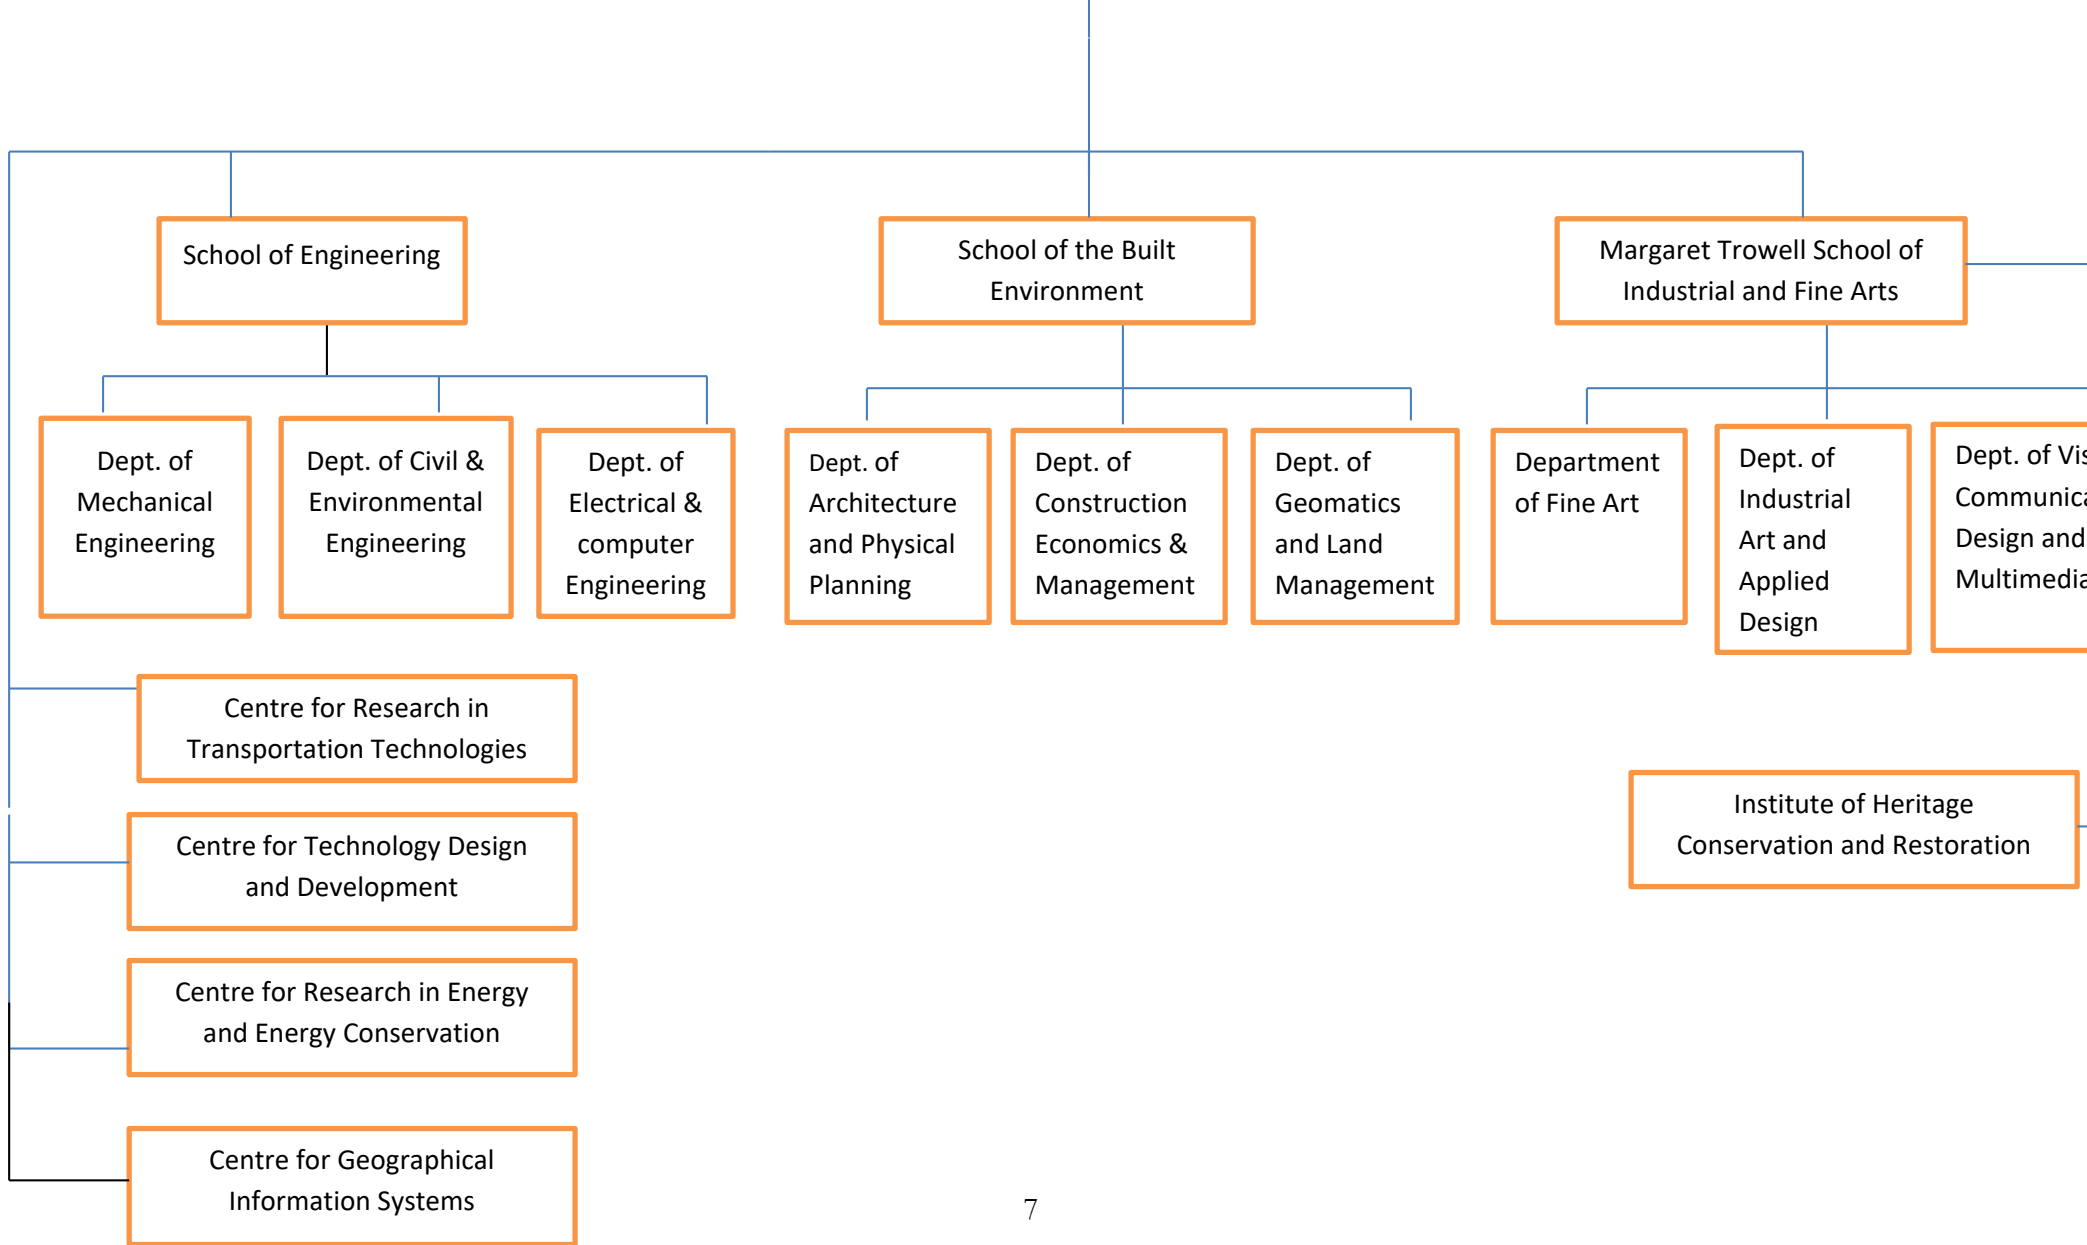 School of Engineering
School of the Built
Environment
Margaret Trowell School of
Industrial and Fine Arts
Dept. of
Mechanical
Engineering
Dept. of Civil &
Environmental
Engineering
Dept. of
Electrical &
computer
Engineering
Dept. of
Architecture
and Physical
Planning
Dept. of
Construction
Economics &
Management
Dept. of
Geomatics
and Land
Management
Department
of Fine Art
Dept. of
Industrial
Art and
Applied
Design
Dept. of
Design and
Multimedia
Centre for Research in
Transportation Technologies
Centre for Technology Design
and Development
Centre for Research in Energy
and Energy Conservation
Centre for Geographical
Information Systems
Institute of Heritage
Conservation and Restoration
7